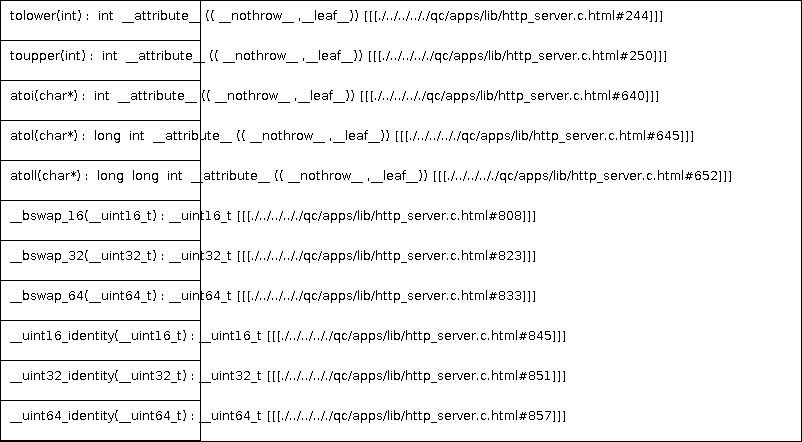 tolower(int) : int __attribute__ (( __nothrow__ ,__leaf__)) [[[./../../../qc/apps/lib/http_server.c.html#244]]]
toupper(int) : int __attribute__ (( __nothrow__ ,__leaf__)) [[[./../../../qc/apps/lib/http_server.c.html#250]]]
atoi(char*) : int __attribute__ (( __nothrow__ ,__leaf__)) [[[./../../../qc/apps/lib/http_server.c.html#640]]]
atol(char*) : long int __attribute__ (( __nothrow__ ,__leaf__)) [[[./../../../qc/apps/lib/http_server.c.html#645]]]
atoll(char*) : long long int __attribute__ (( __nothrow__ ,__leaf__)) [[[./../../../qc/apps/lib/http_server.c.html#652]]]
__bswap_16(__uint16_t) : __uint16_t [[[./../../../qc/apps/lib/http_server.c.html#808]]]
__bswap_32(__uint32_t) : __uint32_t [[[./../../../qc/apps/lib/http_server.c.html#823]]]
__bswap_64(__uint64_t) : __uint64_t [[[./../../../qc/apps/lib/http_server.c.html#833]]]
__uint16_identity(__uint16_t) : __uint16_t [[[./../../../qc/apps/lib/http_server.c.html#845]]]
__uint32_identity(__uint32_t) : __uint32_t [[[./../../../qc/apps/lib/http_server.c.html#851]]]
__uint64_identity(__uint64_t) : __uint64_t [[[./../../../qc/apps/lib/http_server.c.html#857]]]